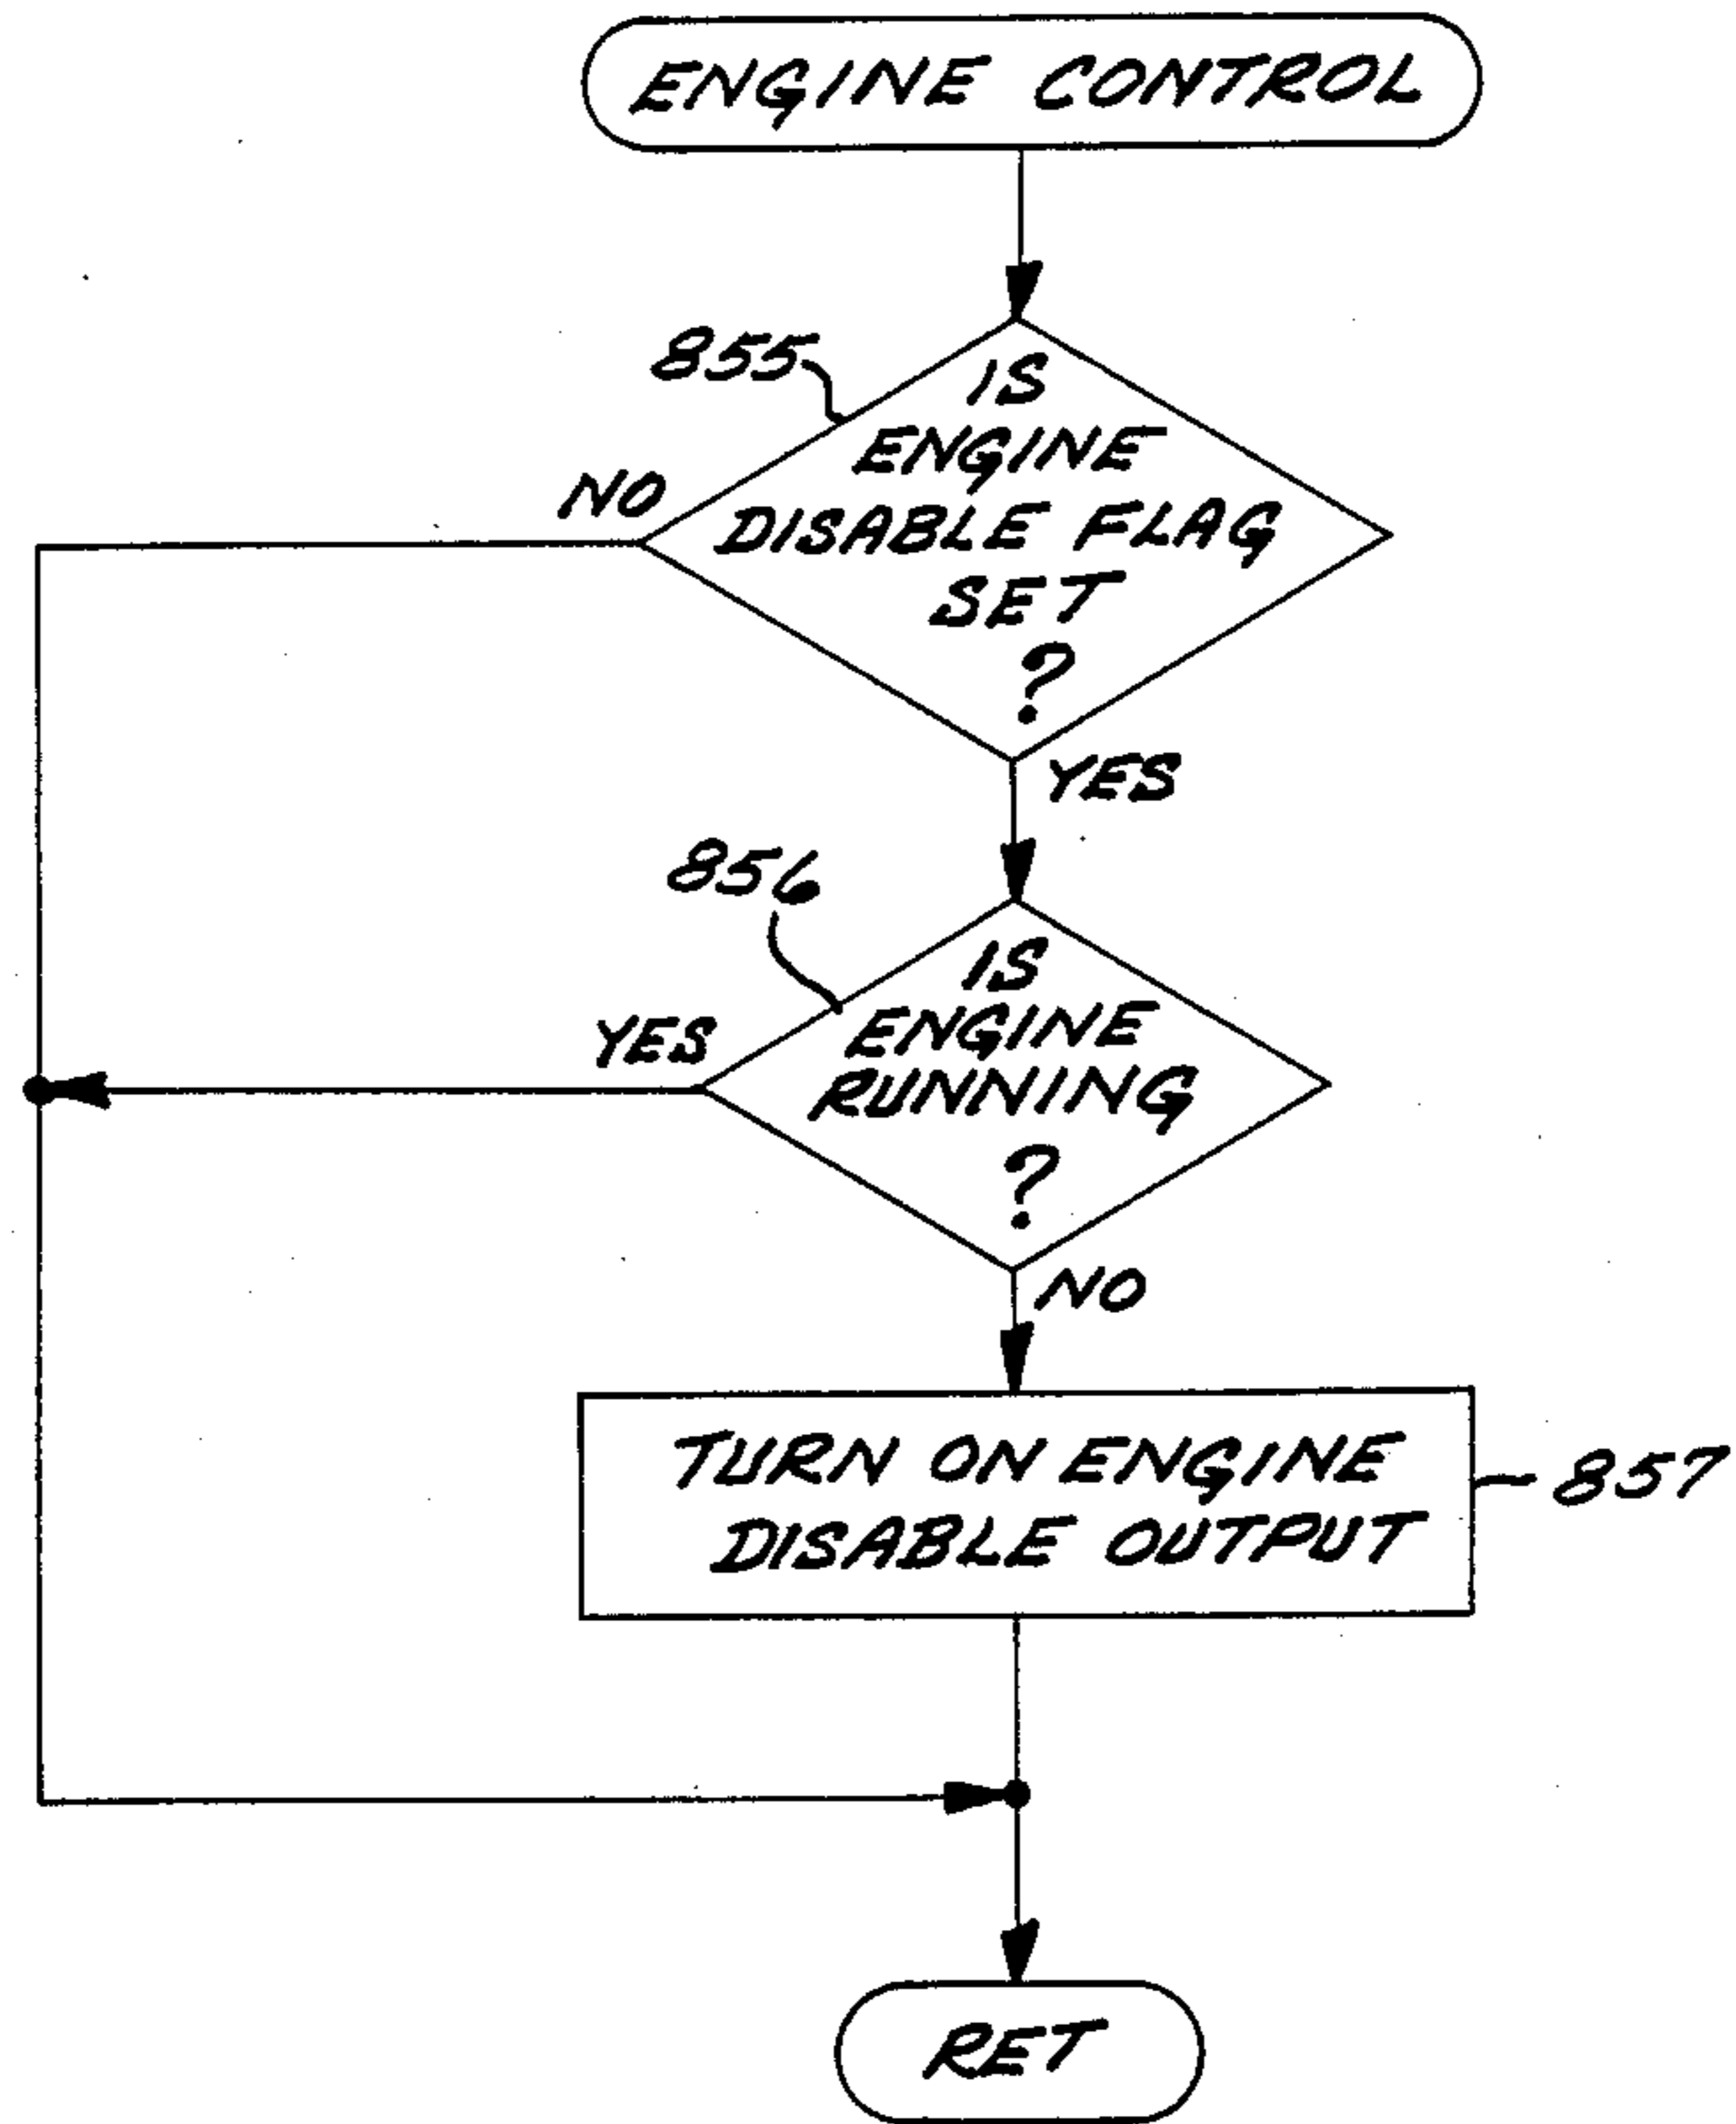 ENGINE CONTROL
855
IS
ENGINE
DISABLE FLAG
SET
?
NO
YES
856
IS
ENGINE
RUNNING
?
YES
NO
TURN ON ENGINE
DISABLE OUTPUT
857
RET